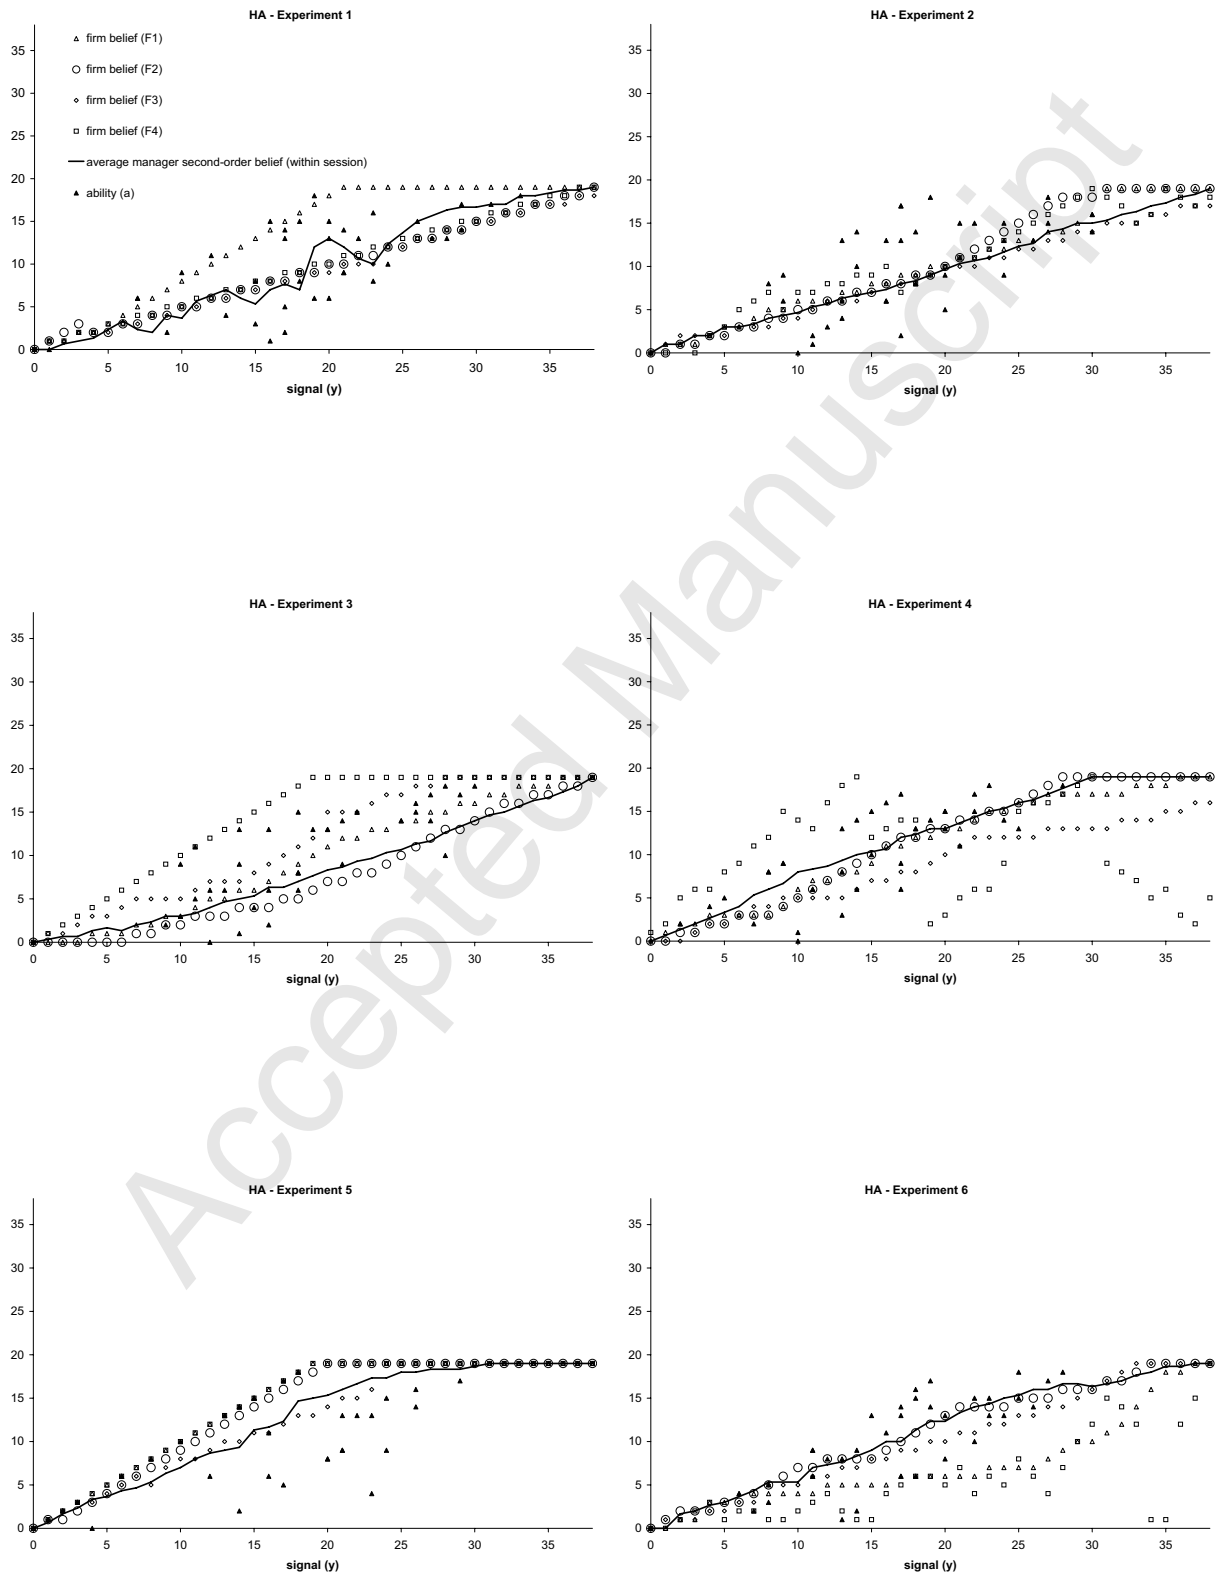 HA - Experiment 1
35
30
25
20
15
10
5
0
firm belief (F1)
firm belief (F2)
firm belief (F3)
firm belief (F4)
average manager second-order belief (within session)
ability (a)
0 5 10 15 20 25 30 35
signal (y)
HA - Experiment 2
35
30
25
20
15
10
5
0
0 5 10 15 20 25 30 35
signal (y)
HA - Experiment 3
35
30
25
20
15
10
5
0
0 5 10 15 20 25 30 35
signal (y)
HA - Experiment 4
35
30
25
20
15
10
5
0
0 5 10 15 20 25 30 35
signal (y)
HA - Experiment 5
35
30
25
20
15
10
5
0
0 5 10 15 20 25 30 35
signal (y)
HA - Experiment 6
35
30
25
20
15
10
5
0
0 5 10 15 20 25 30 35
signal (y)
Accepted Manuscript